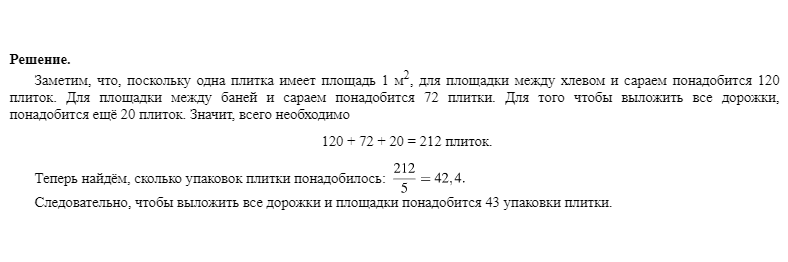 Решение.
Заметим, что, поскольку одна плитка имеет площадь 1 м², для площадки между хлевом и сараем понадобится 120
плиток. Для площадки между баней и сараем понадобится 72 плитки. Для того чтобы выложить все дорожки,
понадобится ещё 20 плиток. Значит, всего необходимо
120 + 72 + 20 = 212 плиток.
Теперь найдём, сколько упаковок плитки понадобилось: 212/5 = 42,4.
Следовательно, чтобы выложить все дорожки и площадки понадобится 43 упаковки плитки.